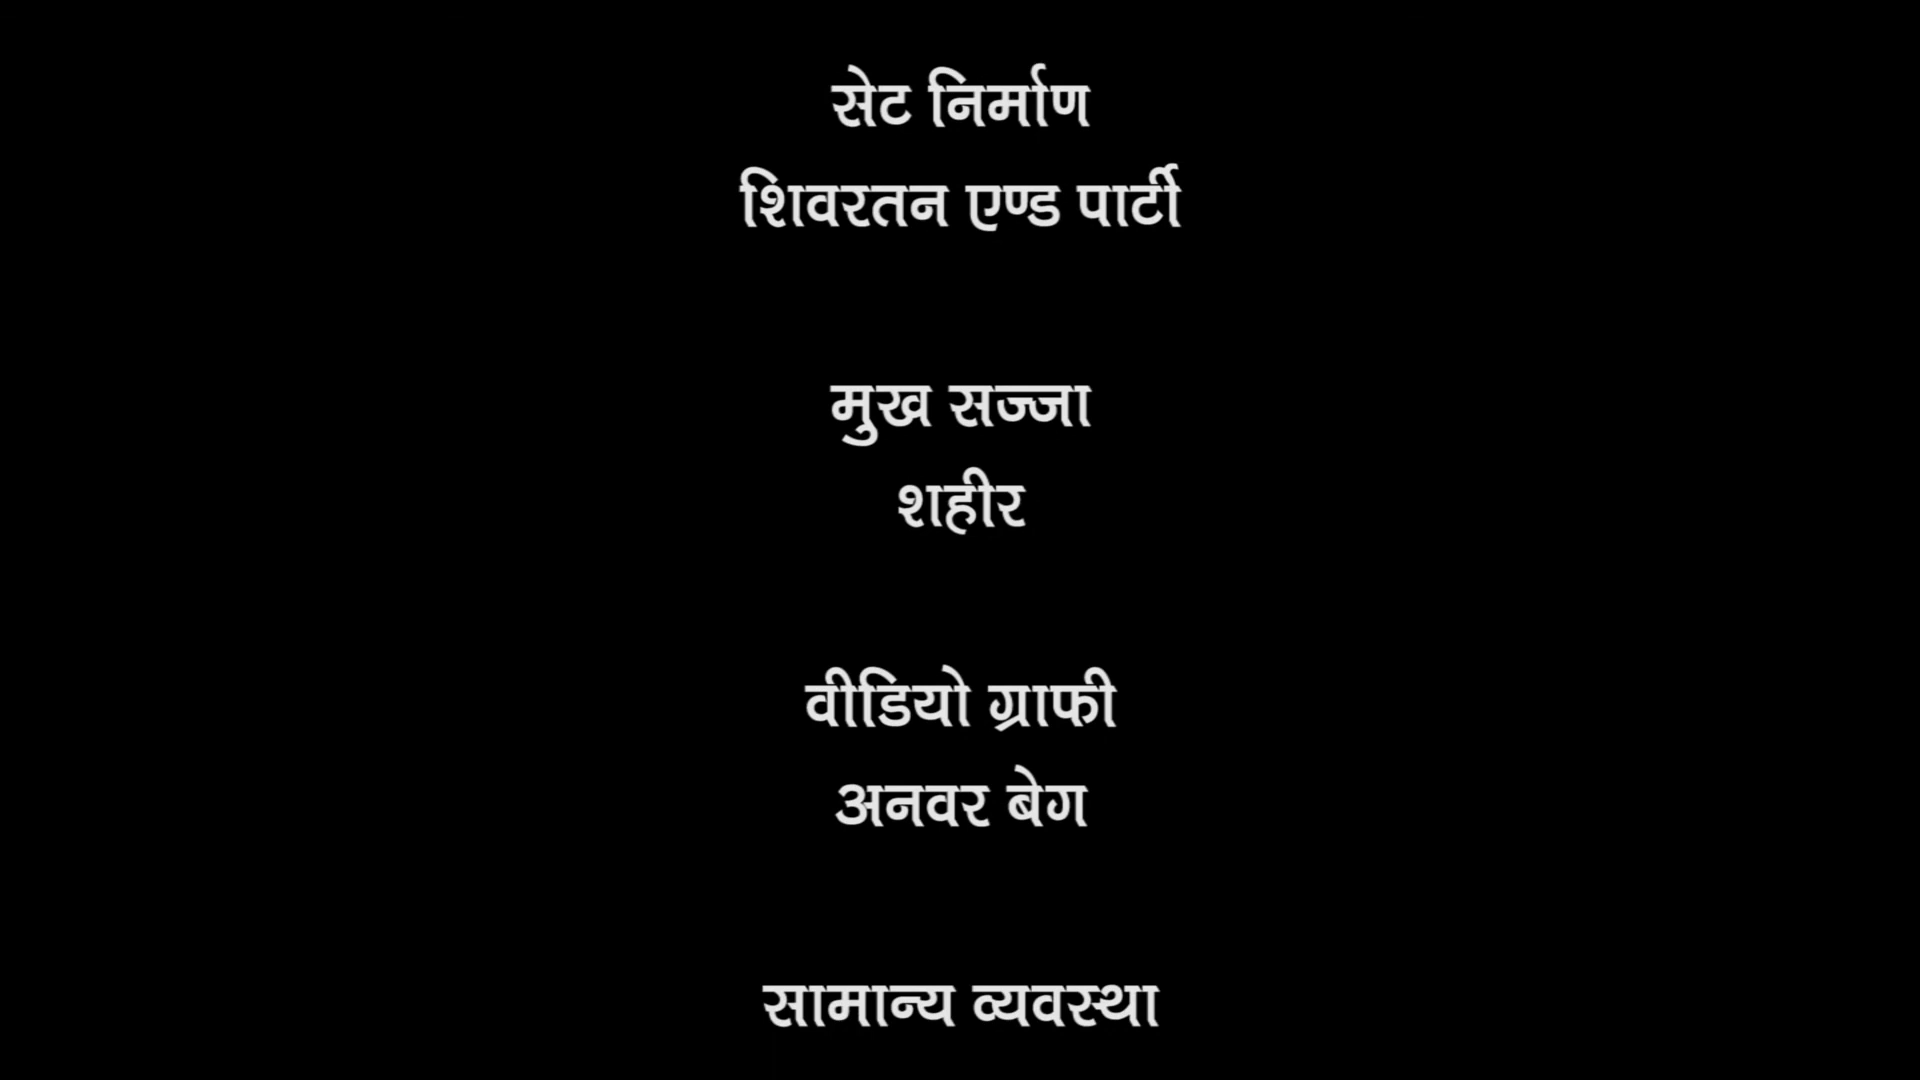 सेट निर्माण
शिवरतन एण्ड पार्टी
मुख सज्जा
शहीर
वीडियो ग्राफी
अनवर बेग
सामान्य व्यवस्था